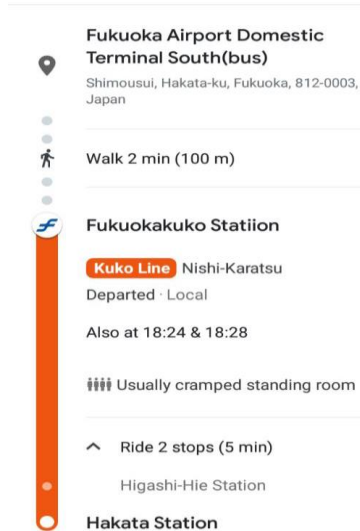 Fukuoka Airport Domestic
Terminal South(bus)
Shimousui, Hakata-ku, Fukuoka, 812-0003,
Japan
Walk 2 min (100 m)
Fukuokakuko Statiion
Kuko Line Nishi-Karatsu
Departed · Local
Also at 18:24 & 18:28
Usually cramped standing room
Ride 2 stops (5 min)
Higashi-Hie Station
Hakata Station